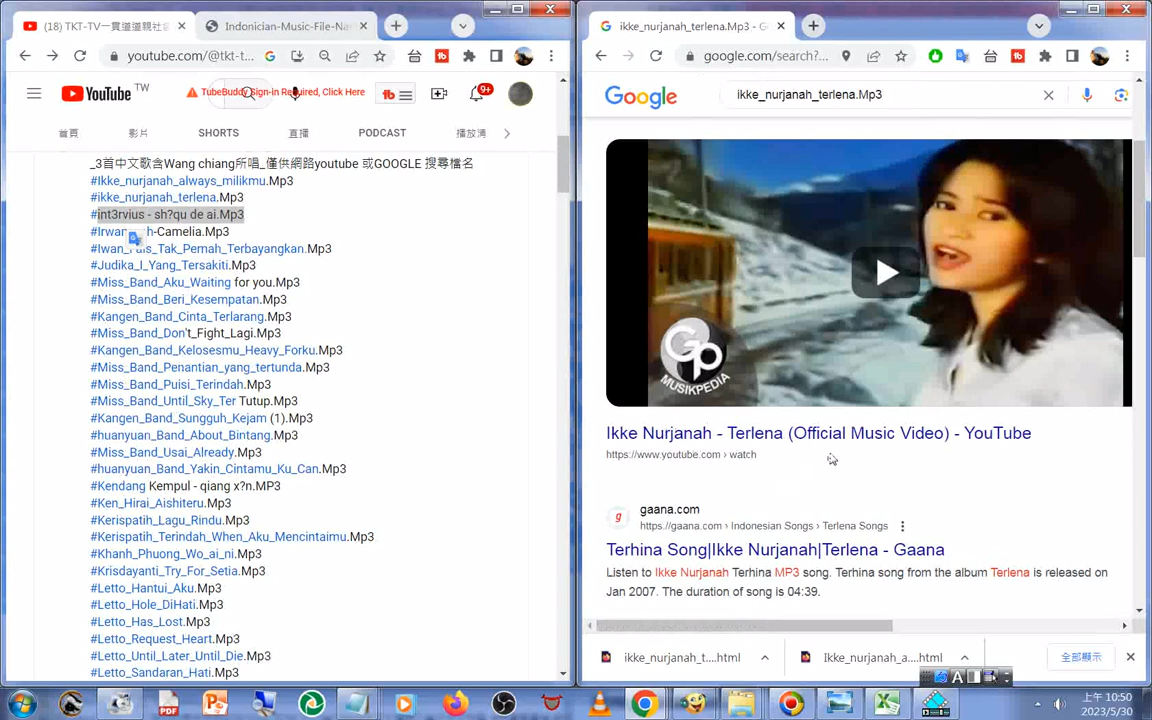 (18) TKT-TV一貫道道親社
Indonician-Music-File-Na
youtube.com/@tkt-t
YouTube TW
TubeBuddy Sign-in Required, Click Here
tb
9+
首頁 影片 SHORTS 直播 PODCAST 播放清
_3首中文歌含Wang chiang所唱_僅供網路youtube 或GOOGLE 搜尋檔名
#Ikke_nurjanah_always_milikmu.Mp3
#ikke_nurjanah_terlena.Mp3
#int3rvius - sh?qu de ai.Mp3
#Irwan h-Camelia.Mp3
#Iwan_Fals_Tak_Pernah_Terbayangkan.Mp3
#Judika_I_Yang_Tersakiti.Mp3
#Miss_Band_Aku_Waiting for you.Mp3
#Miss_Band_Beri_Kesempatan.Mp3
#Kangen_Band_Cinta_Terlarang.Mp3
#Miss_Band_Don't_Fight_Lagi.Mp3
#Kangen_Band_Kelosesmu_Heavy_Forku.Mp3
#Miss_Band_Penantian_yang_tertunda.Mp3
#Miss_Band_Puisi_Terindah.Mp3
#Miss_Band_Until_Sky_Ter Tutup.Mp3
#Kangen_Band_Sungguh_Kejam (1).Mp3
#huanyuan_Band_About_Bintang.Mp3
#Miss_Band_Usai_Already.Mp3
#huanyuan_Band_Yakin_Cintamu_Ku_Can.Mp3
#Kendang Kempul - qiang x?n.MP3
#Ken_Hirai_Aishiteru.Mp3
#Kerispatih_Lagu_Rindu.Mp3
#Kerispatih_Terindah_When_Aku_Mencintaimu.Mp3
#Khanh_Phuong_Wo_ai_ni.Mp3
#Krisdayanti_Try_For_Setia.Mp3
#Letto_Hantui_Aku.Mp3
#Letto_Hole_DiHati.Mp3
#Letto_Has_Lost.Mp3
#Letto_Request_Heart.Mp3
#Letto_Until_Later_Until_Die.Mp3
#Letto_Sandaran_Hati.Mp3
ikke_nurjanah_terlena.Mp3 - G
google.com/search?
Google
ikke_nurjanah_terlena.Mp3
GP
MUSIKPEDIA
Ikke Nurjanah - Terlena (Official Music Video) - YouTube
https://www.youtube.com › watch
g
gaana.com
https://gaana.com › Indonesian Songs › Terlena Songs
Terhina Song|Ikke Nurjanah|Terlena - Gaana
Listen to Ikke Nurjanah Terhina MP3 song. Terhina song from the album Terlena is released on
Jan 2007. The duration of song is 04:39.
ikke_nurjanah_t....html
Ikke_nurjanah_a....html
全部顯示
上午 10:50
2023/5/30